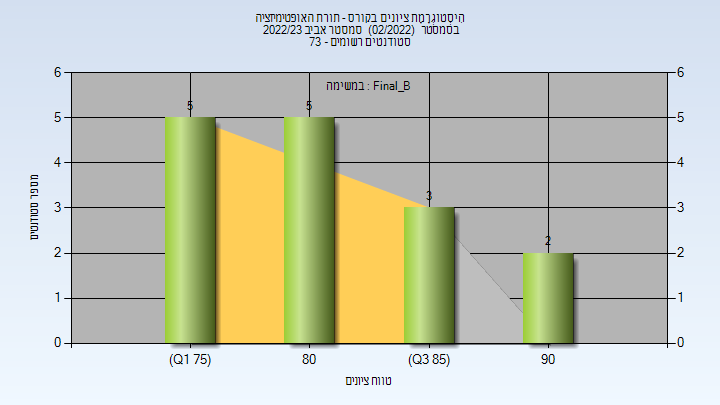 הִיסְטוֹגְרַמַת ציונים בקורס - תורת האופטימיזציה
בסמסטר (02/2022) סמסטר אביב 2022/23
סטודנטים רשומים - 73
במשימה : Final_B
6 6
5 5
4 4
3 3
2 2
1 1
0 0
5 5 3 2
מספר סטודנטים
(Q1 75) 80 (Q3 85) 90
טווח ציונים